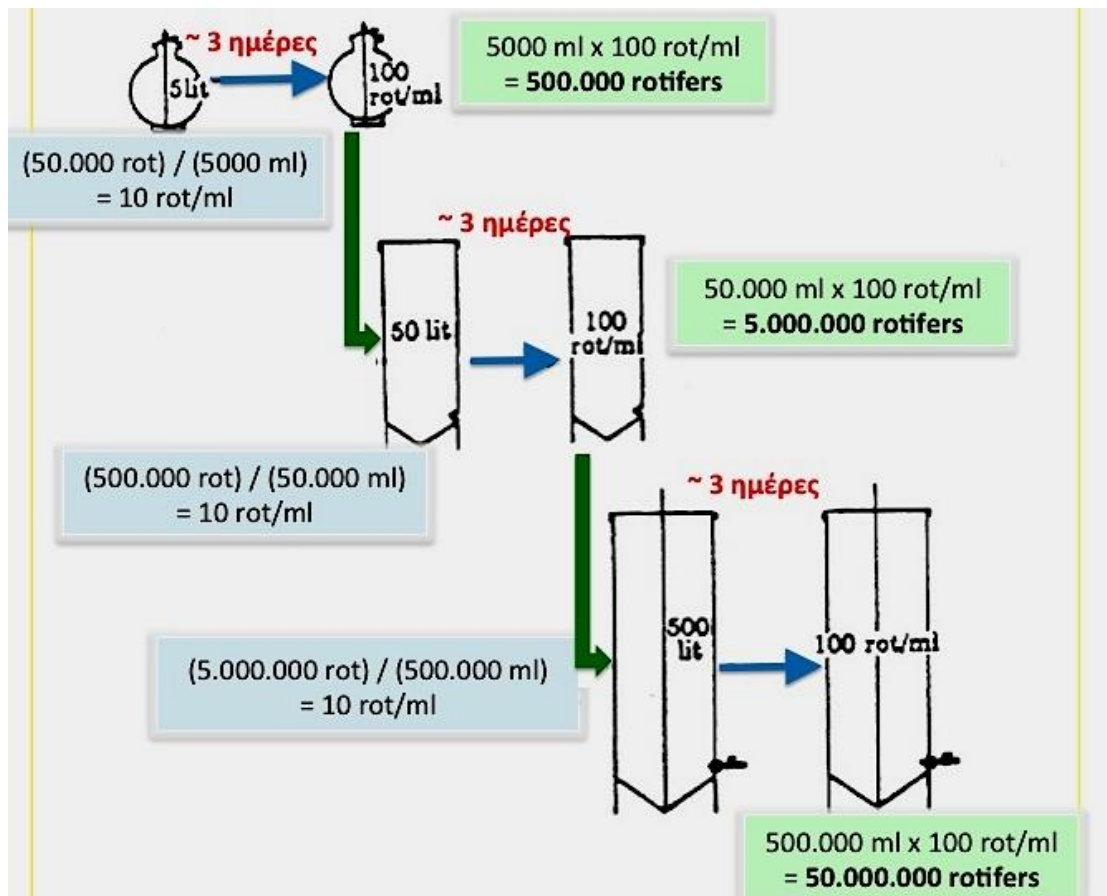 ~ 3 ημέρες
5lit
100
rot/ml
5000 ml x 100 rot/ml
= 500.000 rotifers
(50.000 rot) / (5000 ml)
= 10 rot/ml
~ 3 ημέρες
50 lit
100
rot/ml
50.000 ml x 100 rot/ml
= 5.000.000 rotifers
(500.000 rot) / (50.000 ml)
= 10 rot/ml
~ 3 ημέρες
500
lit
100 rot/ml
(5.000.000 rot) / (500.000 ml)
= 10 rot/ml
500.000 ml x 100 rot/ml
= 50.000.000 rotifers